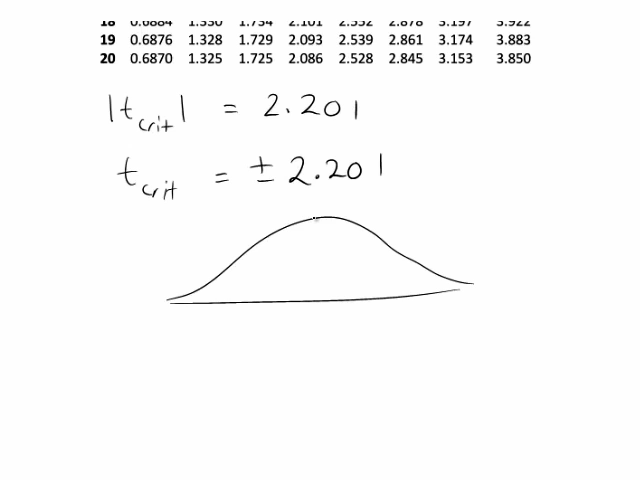 19 0.6876 1.328 1.729 2.093 2.539 2.861 3.174 3.883
20 0.6870 1.325 1.725 2.086 2.528 2.845 3.153 3.850
|t crit| = 2.201
t crit = ± 2.201